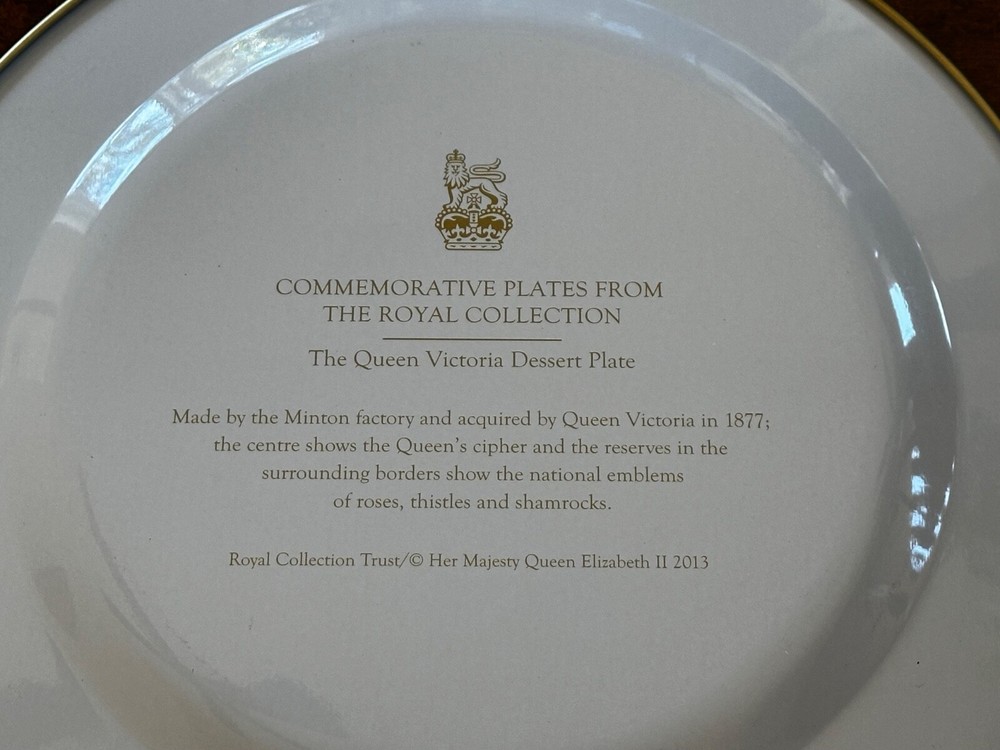 COMMEMORATIVE PLATES FROM
THE ROYAL COLLECTION
The Queen Victoria Dessert Plate
Made by the Minton factory and acquired by Queen Victoria in 1877;
the centre shows the Queen's cipher and the reserves in the
surrounding borders show the national emblems
of roses, thistles and shamrocks.
Royal Collection Trust/© Her Majesty Queen Elizabeth II 2013